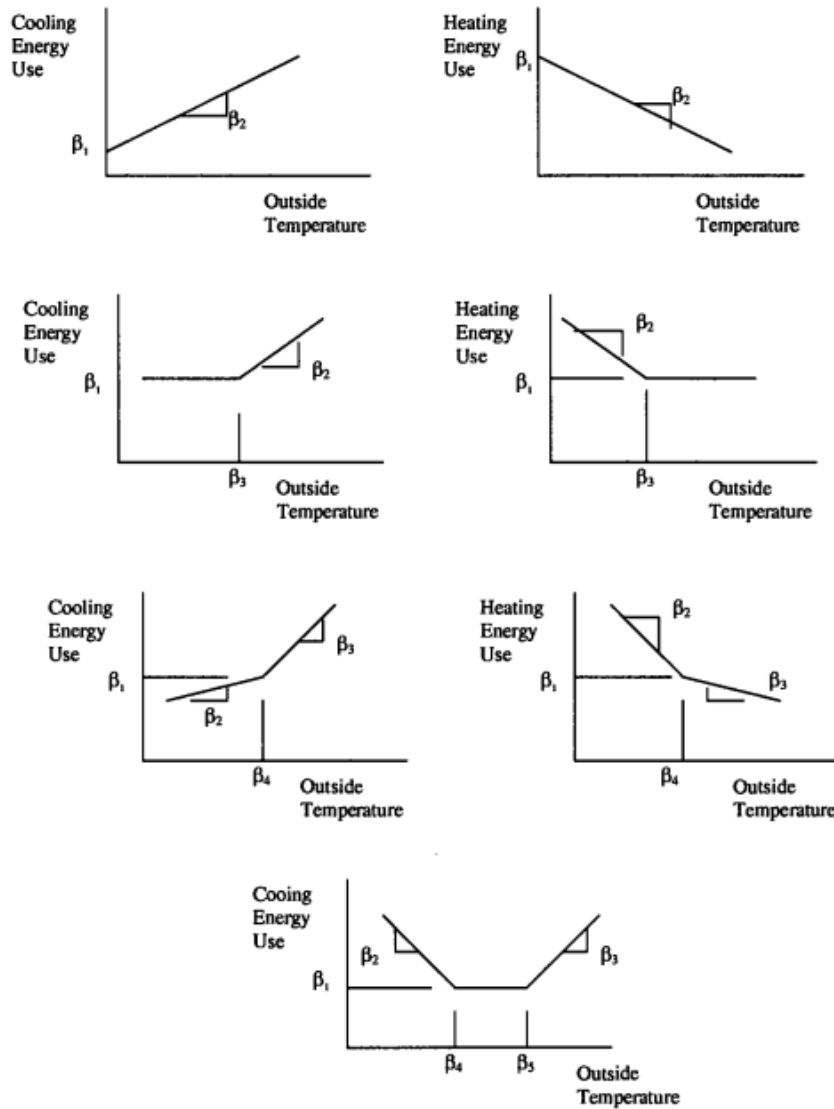 Cooling
Energy
Use
β₁
β₂
Outside
Temperature
Heating
Energy
Use
β₁
β₂
Outside
Temperature
Cooling
Energy
Use
β₁
β₂
β₃
Outside
Temperature
Heating
Energy
Use
β₁
β₂
β₃
Outside
Temperature
Cooling
Energy
Use
β₁
β₂
β₃
β₄
Outside
Temperature
Heating
Energy
Use
β₁
β₂
β₃
β₄
Outside
Temperature
Cooing
Energy
Use
β₂
β₃
β₁
β₄
β₅
Outside
Temperature